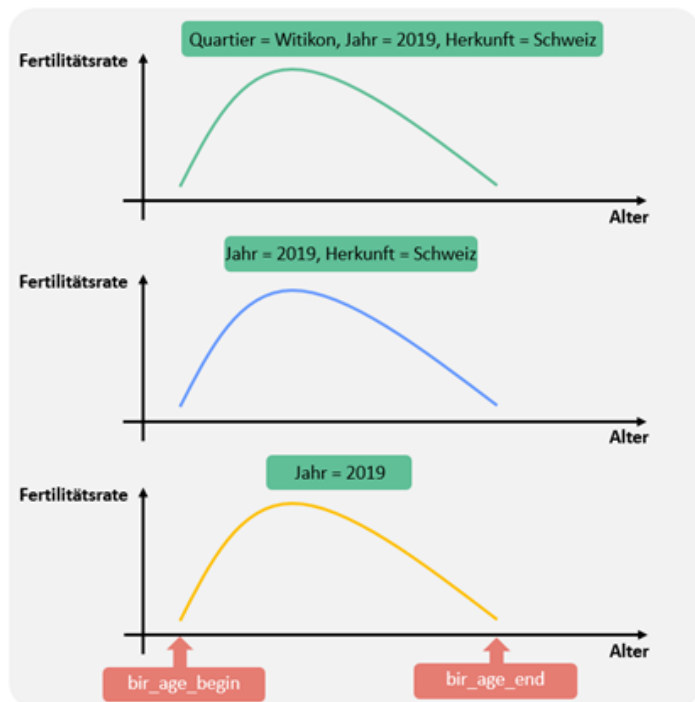 Quartier = Witikon, Jahr = 2019, Herkunft = Schweiz
Fertilitätsrate
Alter
Jahr = 2019, Herkunft = Schweiz
Fertilitätsrate
Alter
Jahr = 2019
Fertilitätsrate
Alter
bir_age_begin
bir_age_end